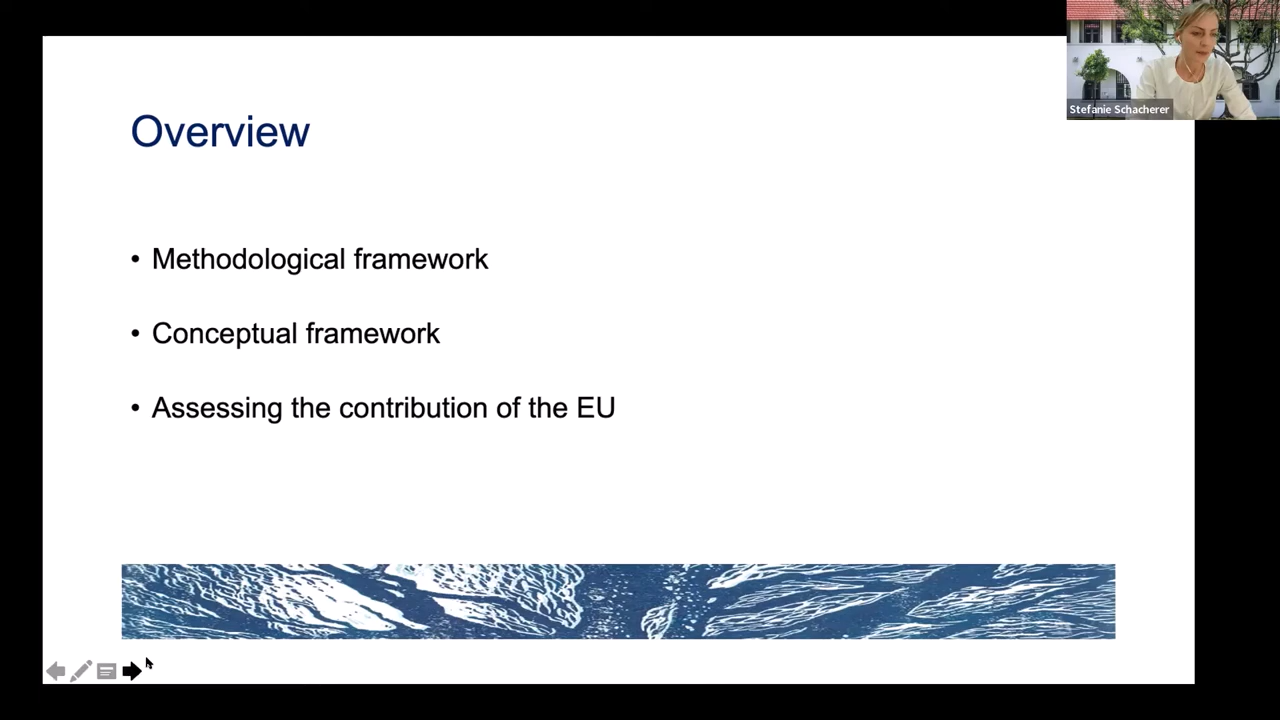 Stefanie Schacherer
Overview
• Methodological framework
• Conceptual framework
• Assessing the contribution of the EU